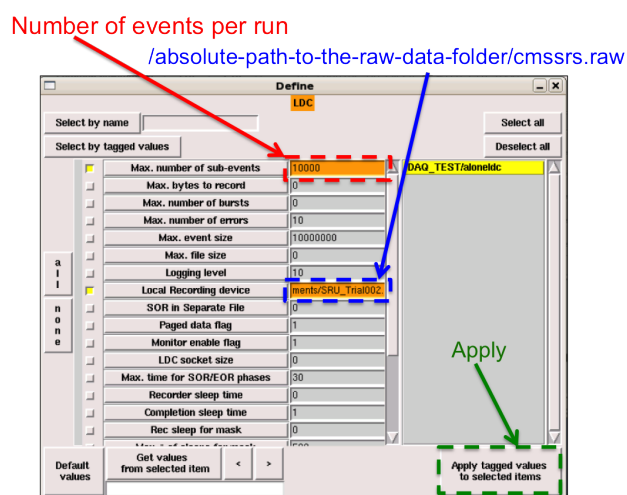 Number of events per run
/absolute-path-to-the-raw-data-folder/cmssrs.raw
Define
LDC
Select by name
Select all
Select by tagged values
Deselect all
Max. number of sub-events 10000
DAQ_TEST/aloneldc
Max. bytes to record 0
Max. number of bursts 0
Max. number of errors 10
Max. event size 10000000
Max. file size 0
Logging level 10
Local Recording device ments/SRU_Trial002.
SOR in Separate File 0
Paged data flag 1
Monitor enable flag 1
LDC socket size 0
Max. time for SOR/EOR phases 30
Recorder sleep time 0
Completion sleep time 1
Rec sleep for mask 0
all
none
Apply
Default values
Get values
from selected item
< >
Apply tagged values
to selected items